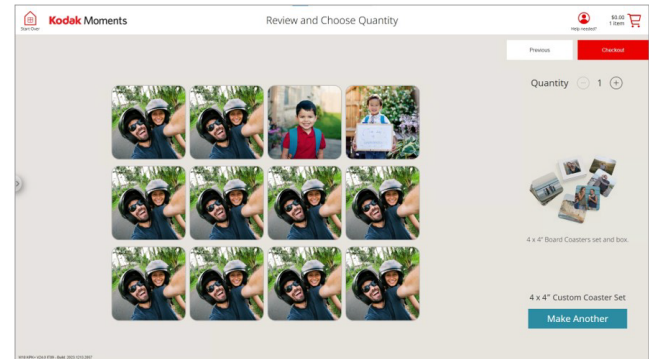 Start Over
Kodak Moments
Review and Choose Quantity
Help needed?
$0.00
1 Item
Previous
Checkout
Quantity
1
4 x 4" Board Coasters set and box
4 x 4" Custom Coaster Set
Make Another